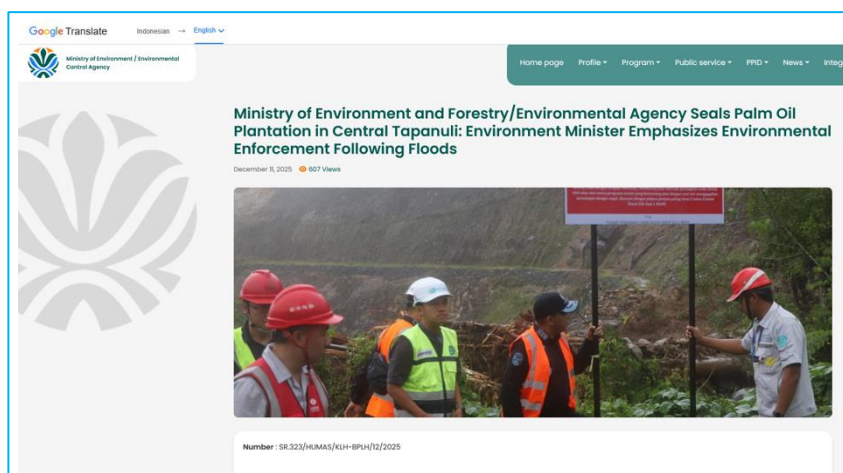 Google Translate Indonesian → English
Ministry of Environment / Environmental
Control Agency
Home page Profile Program Public service PPID News Integ
Ministry of Environment and Forestry/Environmental Agency Seals Palm Oil
Plantation in Central Tapanuli: Environment Minister Emphasizes Environmental
Enforcement Following Floods
December 11, 2025 607 Views
Number : SR.323/HUMAS/KLH-BPLH/12/2025